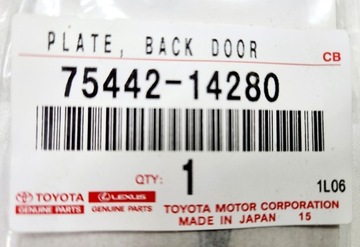 PLATE, BACK DOOR
CB
75442-14280
QTY: 1
1L06
TOYOTA LEXUS
GENUINE PARTS GENUINE PARTS
TOYOTA MOTOR CORPORATION
MADE IN JAPAN 15